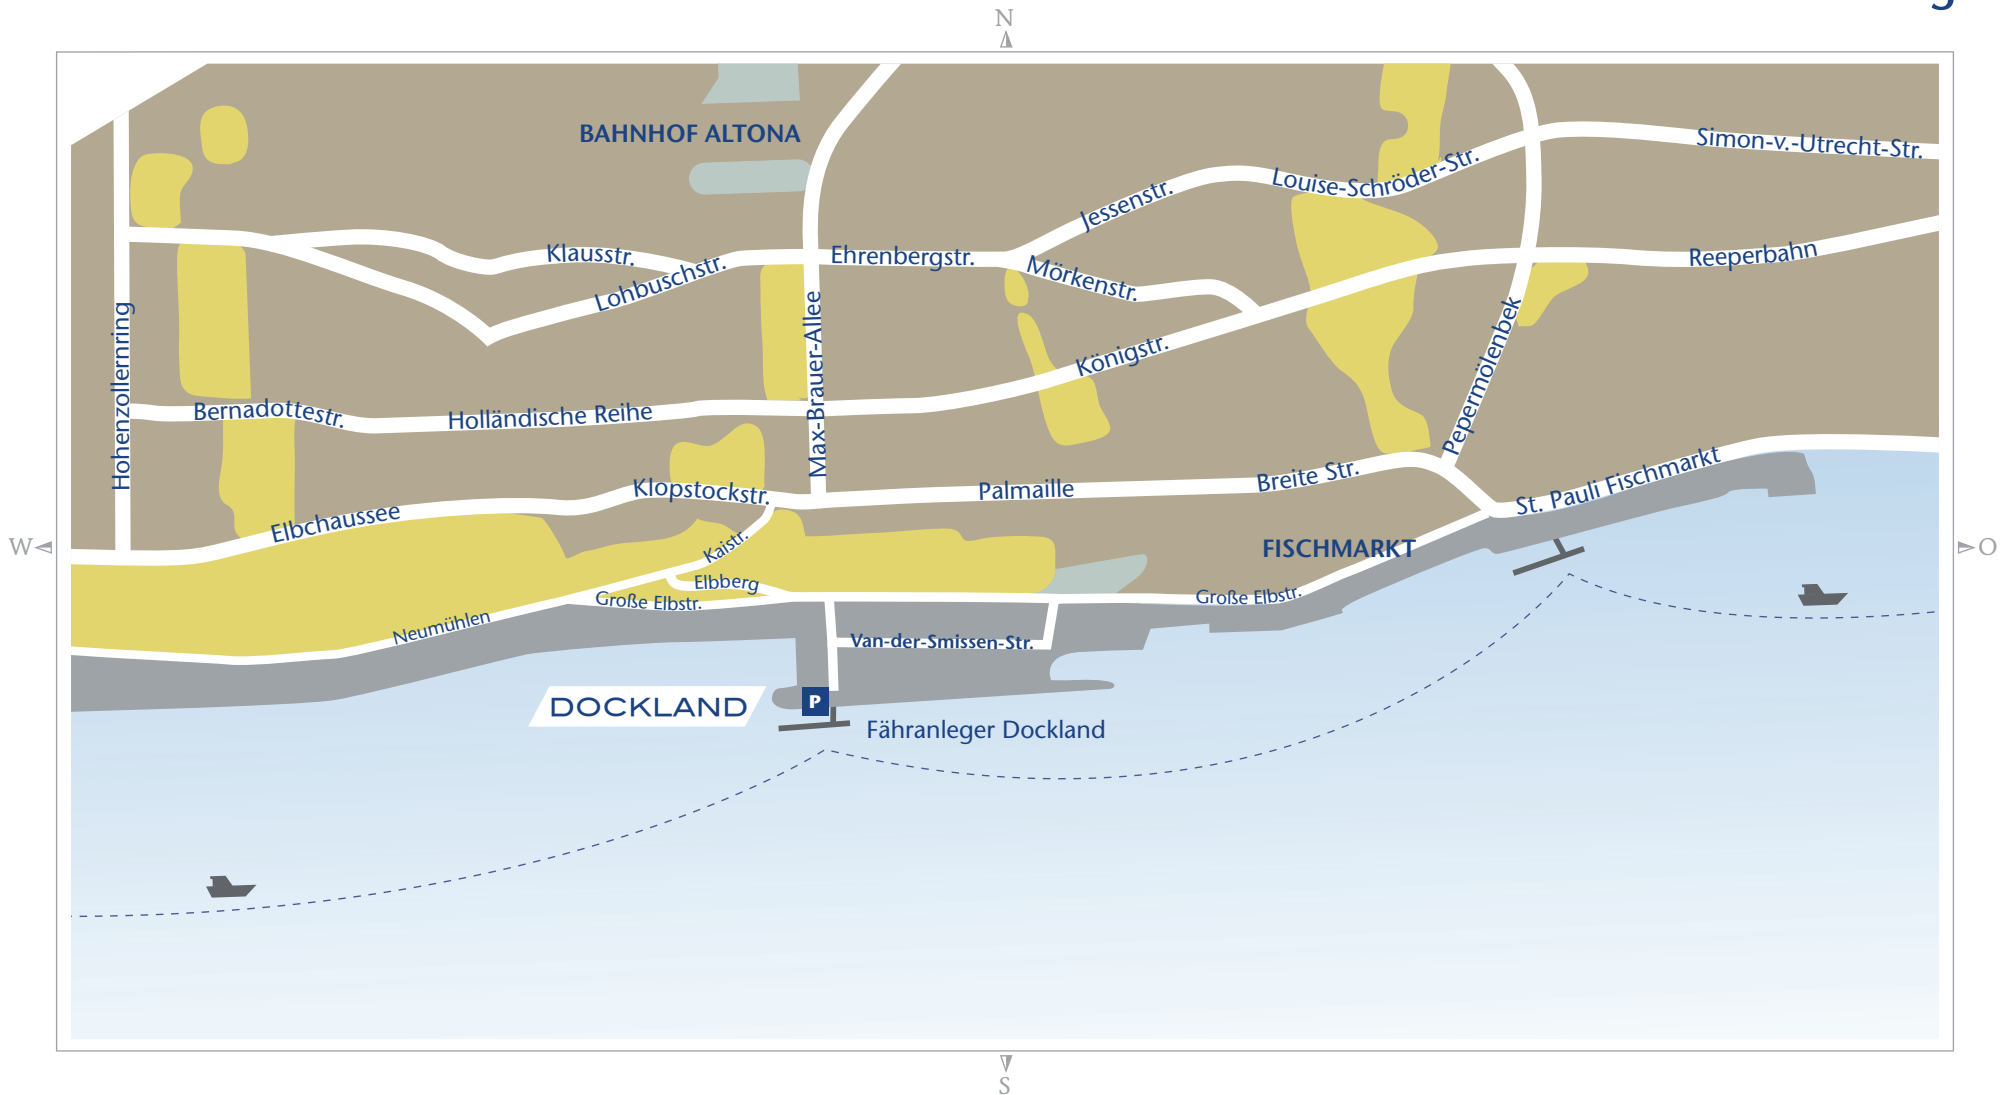 N
BAHNHOF ALTONA
Simon-v.-Utrecht-Str.
Louise-Schröder-Str.
Jessenstr.
Klausstr.
Ehrenbergstr.
Reeperbahn
Lohbuschstr.
Mörkenstr.
Hohenzollernring
Max-Brauer-Allee
Königstr.
Pepermölenbek
Bernadottestr.
Holländische Reihe
Klopstockstr.
Palmaille
Breite Str.
St. Pauli Fischmarkt
Elbchaussee
W
Kaistr.
FISCHMARKT
O
Elbberg
Große Elbstr.
Große Elbstr.
Neumühlen
Van-der-Smissen-Str.
DOCKLAND
P
Fähranleger Dockland
S